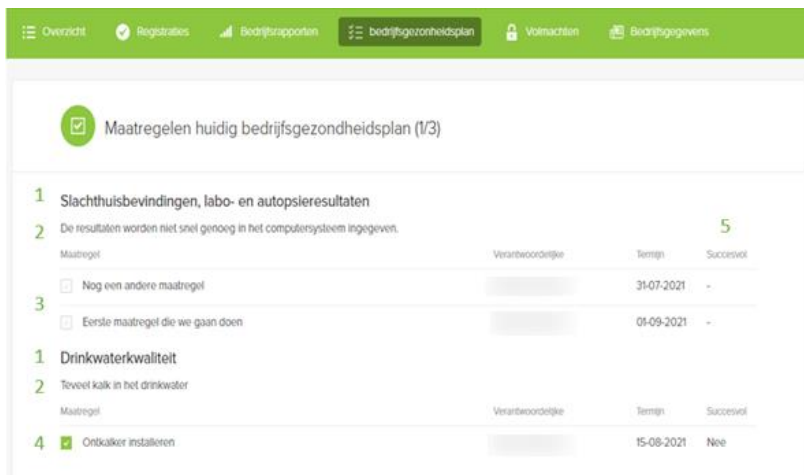 Overzicht Registraties Bedrijfsrapporten bedrijfsgezonheidsplan Volmachten Bedrijfsgegevens
Maatregelen huidig bedrijfsgezondheidsplan (1/3)
1 Slachthuisbevindingen, labo- en autopsieresultaten
2 De resultaten worden niet snel genoeg in het computersysteem ingegeven. 5
Maatregel Verantwoordelijke Termijn Succesvol
Nog een andere maatregel 31-07-2021 -
3
Eerste maatregel die we gaan doen 01-09-2021 -
1 Drinkwaterkwaliteit
2 Teveel kalk in het drinkwater
Maatregel Verantwoordelijke Termijn Succesvol
4 Ontkalker installeren 15-08-2021 Nee